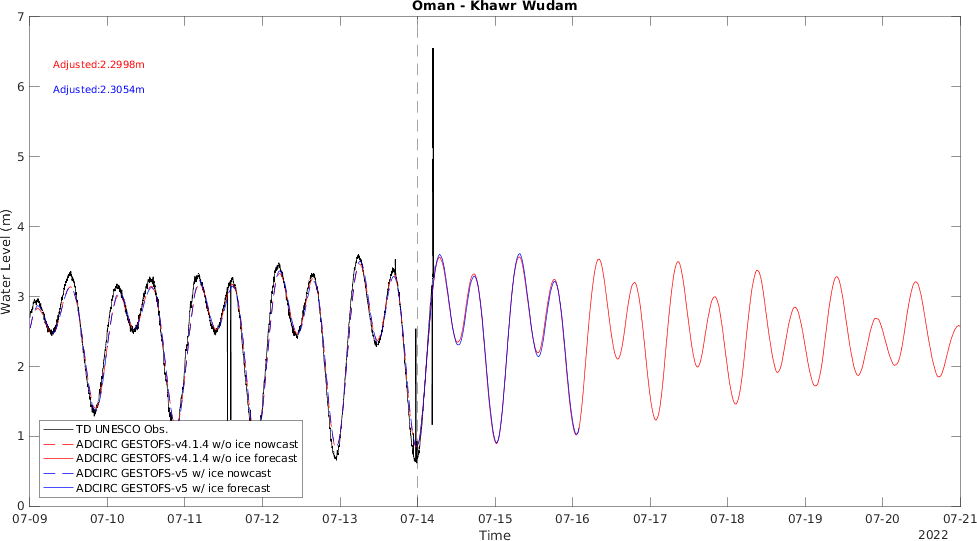 Oman - Khawr Wudam
7
6
5
4
3
2
1
0
Water Level (m)
Adjusted:2.2998m
Adjusted:2.3054m
TD UNESCO Obs.
ADCIRC GESTOFS-v4.1.4 w/o ice nowcast
ADCIRC GESTOFS-v4.1.4 w/o ice forecast
ADCIRC GESTOFS-v5 w/ ice nowcast
ADCIRC GESTOFS-v5 w/ ice forecast
07-09 07-10 07-11 07-12 07-13 07-14 07-15 07-16 07-17 07-18 07-19 07-20 07-21
Time
2022